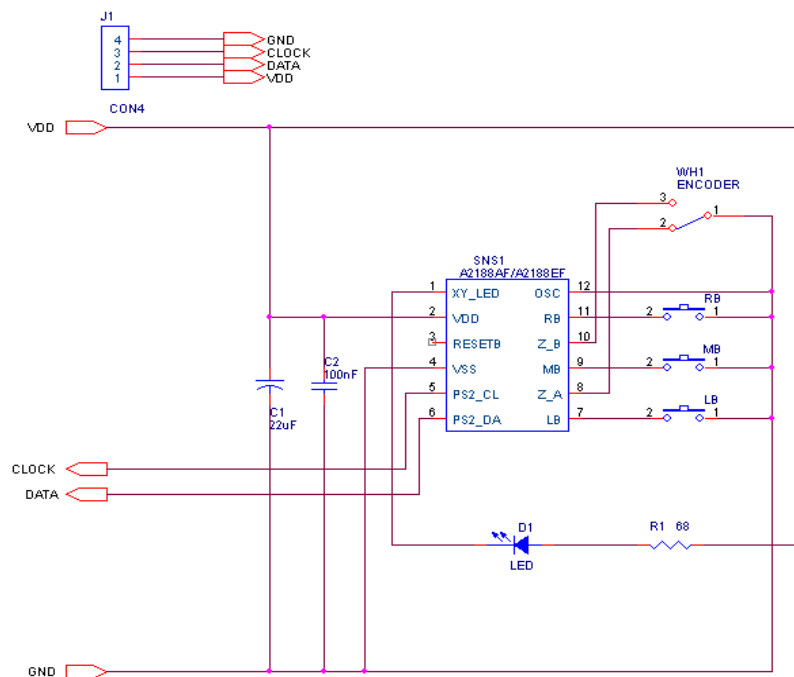 J1
4 GND
3 CLOCK
2 DATA
1 VDD
CON4
VDD
WH1
ENCODER
3
1
2
SNS1
A2188AF/A2188EF
1 XY_LED OSC 12
2 VDD RB 11
3 RESETB Z_B 10
4 VSS MB 9
5 PS2_CL Z_A 8
6 PS2_DA LB 7
RB
2 1
MB
2 1
LB
2 1
C2
100nF
C1
22uF
CLOCK
DATA
D1
LED
R1 68
GND